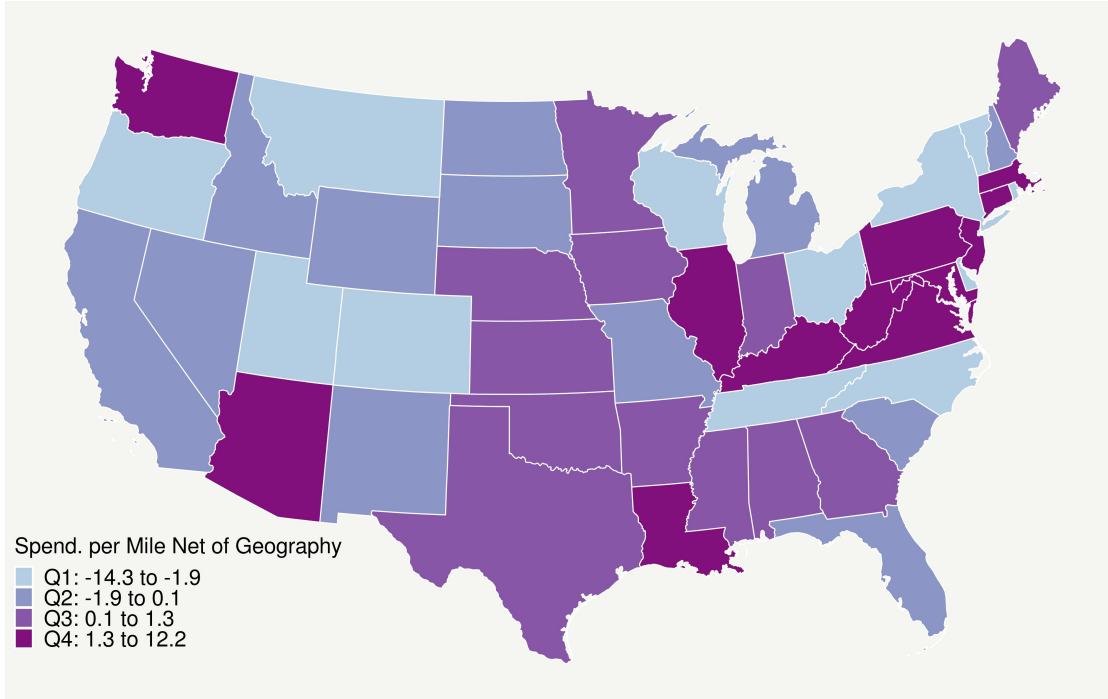 Spend. per Mile Net of Geography
Q1: -14.3 to -1.9
Q2: -1.9 to 0.1
Q3: 0.1 to 1.3
Q4: 1.3 to 12.2